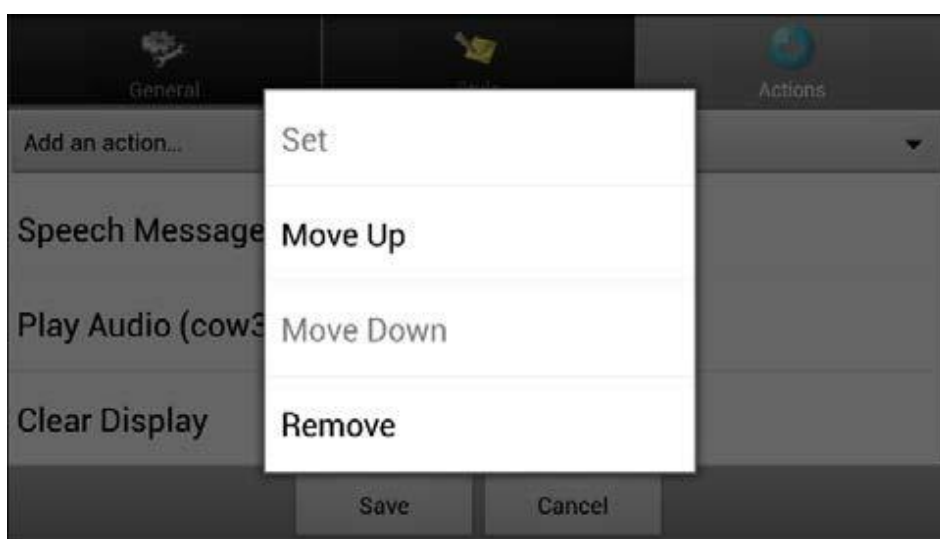 General
Actions
Add an action...
Set
Speech Message
Move Up
Play Audio (cow3
Move Down
Clear Display
Remove
Save
Cancel